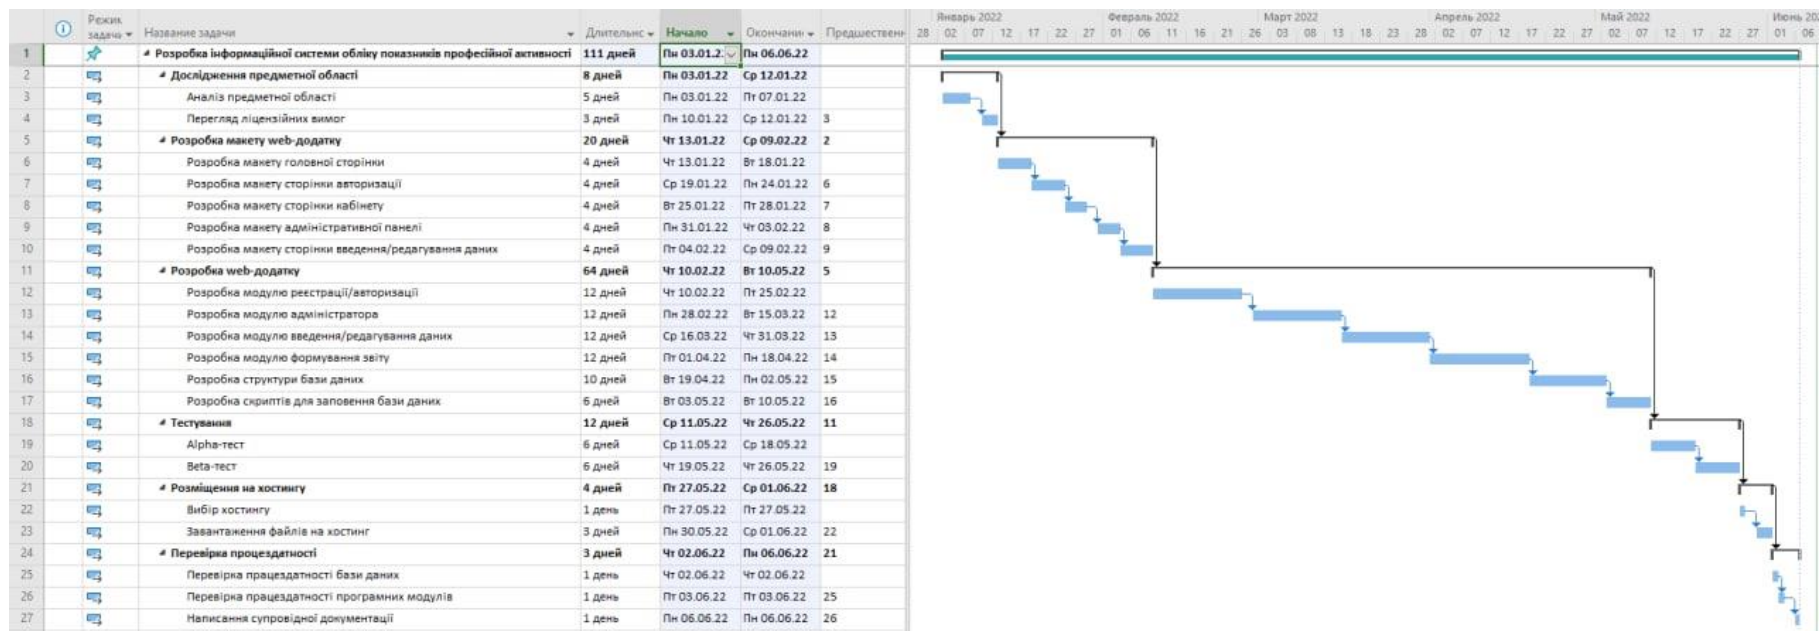 Январь 2022 Февраль 2022 Март 2022 Апрель 2022 Май 2022 Июнь 20
Режим задачи Название задачи Длительнс Начало Окончани Предшественн 28 02 07 12 17 22 27 01 06 11 16 21 26 03 08 13 18 23 28 02 07 12 17 22 27 02 07 12 17 22 27 01 06
1 Розробка інформаційної системи обліку показників професійної активності 111 дней Пн 03.01.2 Пн 06.06.22
2 Дослідження предметної області 8 дней Пн 03.01.22 Ср 12.01.22
3 Аналіз предметної області 5 дней Пн 03.01.22 Пт 07.01.22
4 Перегляд ліцензійних вимог 3 дней Пн 10.01.22 Ср 12.01.22 3
5 Розробка макету web-додатку 20 дней Чт 13.01.22 Ср 09.02.22 2
6 Розробка макету головної сторінки 4 дней Чт 13.01.22 Вт 18.01.22
7 Розробка макету сторінки авторизації 4 дней Ср 19.01.22 Пн 24.01.22 6
8 Розробка макету сторінки кабінету 4 дней Вт 25.01.22 Пт 28.01.22 7
9 Розробка макету адміністративної панелі 4 дней Пн 31.01.22 Чт 03.02.22 8
10 Розробка макету сторінки введення/редагування даних 4 дней Пт 04.02.22 Ср 09.02.22 9
11 Розробка web-додатку 64 дней Чт 10.02.22 Вт 10.05.22 5
12 Розробка модулю реєстрації/авторизації 12 дней Чт 10.02.22 Пт 25.02.22
13 Розробка модулю адміністратора 12 дней Пн 28.02.22 Вт 15.03.22 12
14 Розробка модулю введення/редагування даних 12 дней Ср 16.03.22 Чт 31.03.22 13
15 Розробка модулю формування звіту 12 дней Пт 01.04.22 Пн 18.04.22 14
16 Розробка структури бази даних 10 дней Вт 19.04.22 Пн 02.05.22 15
17 Розробка скриптів для заповення бази даних 6 дней Вт 03.05.22 Вт 10.05.22 16
18 Тестування 12 дней Ср 11.05.22 Чт 26.05.22 11
19 Alpha-тест 6 дней Ср 11.05.22 Ср 18.05.22
20 Beta-тест 6 дней Чт 19.05.22 Чт 26.05.22 19
21 Розміщення на хостингу 4 дней Пт 27.05.22 Ср 01.06.22 18
22 Вибір хостингу 1 день Пт 27.05.22 Пт 27.05.22
23 Завантаження файлів на хостинг 3 дней Пн 30.05.22 Ср 01.06.22 22
24 Перевірка процездатності 3 дней Чт 02.06.22 Пн 06.06.22 21
25 Перевірка працездатності бази даних 1 день Чт 02.06.22 Чт 02.06.22
26 Перевірка працездатності програмних модулів 1 день Пт 03.06.22 Пт 03.06.22 25
27 Написання супровідної документації 1 день Пн 06.06.22 Пн 06.06.22 26